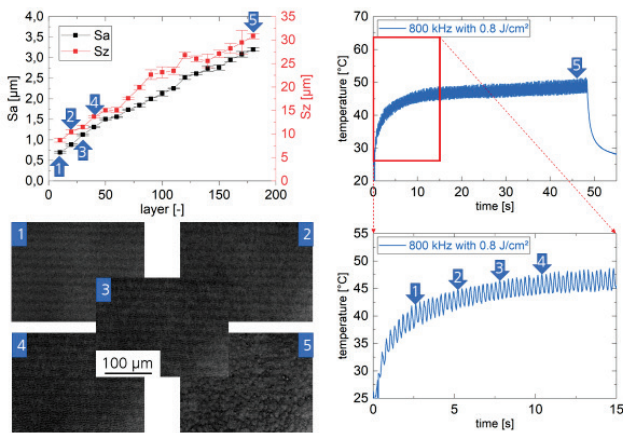 4,0
3,5
3,0
2,5
2,0
1,5
1,0
0,5
0,0
Sa [µm]
Sa
Sz
35
30
25
20
15
10
5
0
Sz [µm]
1
2
3
4
5
0 50 100 150 200
layer [-]
800 kHz with 0.8 J/cm²
100
80
60
40
20
temperature [°C]
5
0 10 20 30 40 50
time [s]
1
2
3
4
5
100 µm
800 kHz with 0.8 J/cm²
55
50
45
40
35
30
25
temperature [°C]
1
2
3
4
0 5 10 15
time [s]